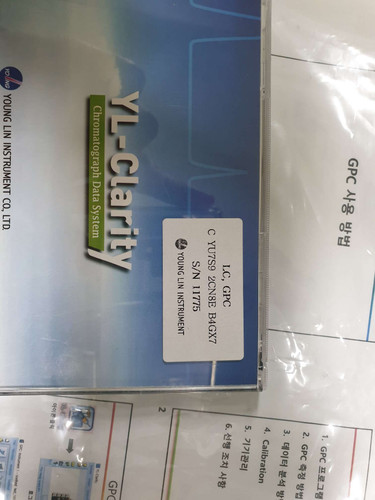 YL-Clarity
Chromatograph Data System
YOUNG LIN INSTRUMENT CO., LTD.
LC, GPC
C YU7S9 2CN8E B4GX7
S/N 11775
YOUNG LIN INSTRUMENT
GPC 사용 방법
2
1. GPC 프로그램
2. GPC 측정 방법
3. 데이터 분석 방
4. Calibration
5. 기기관리
6. 선행 조치 사항
GPC